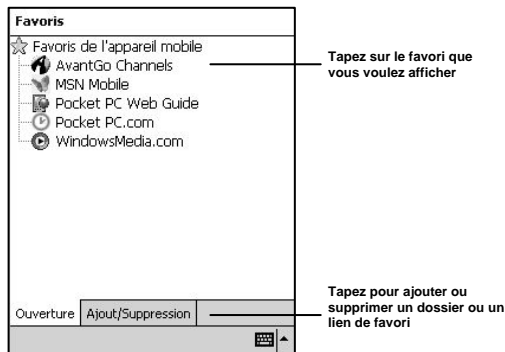 Favoris
Favoris de l'appareil mobile
AvantGo Channels
MSN Mobile
Pocket PC Web Guide
Pocket PC.com
WindowsMedia.com
Tapez sur le favori que
vous voulez afficher
Tapez pour ajouter ou
supprimer un dossier ou un
lien de favori
Ouverture
Ajout/Suppression